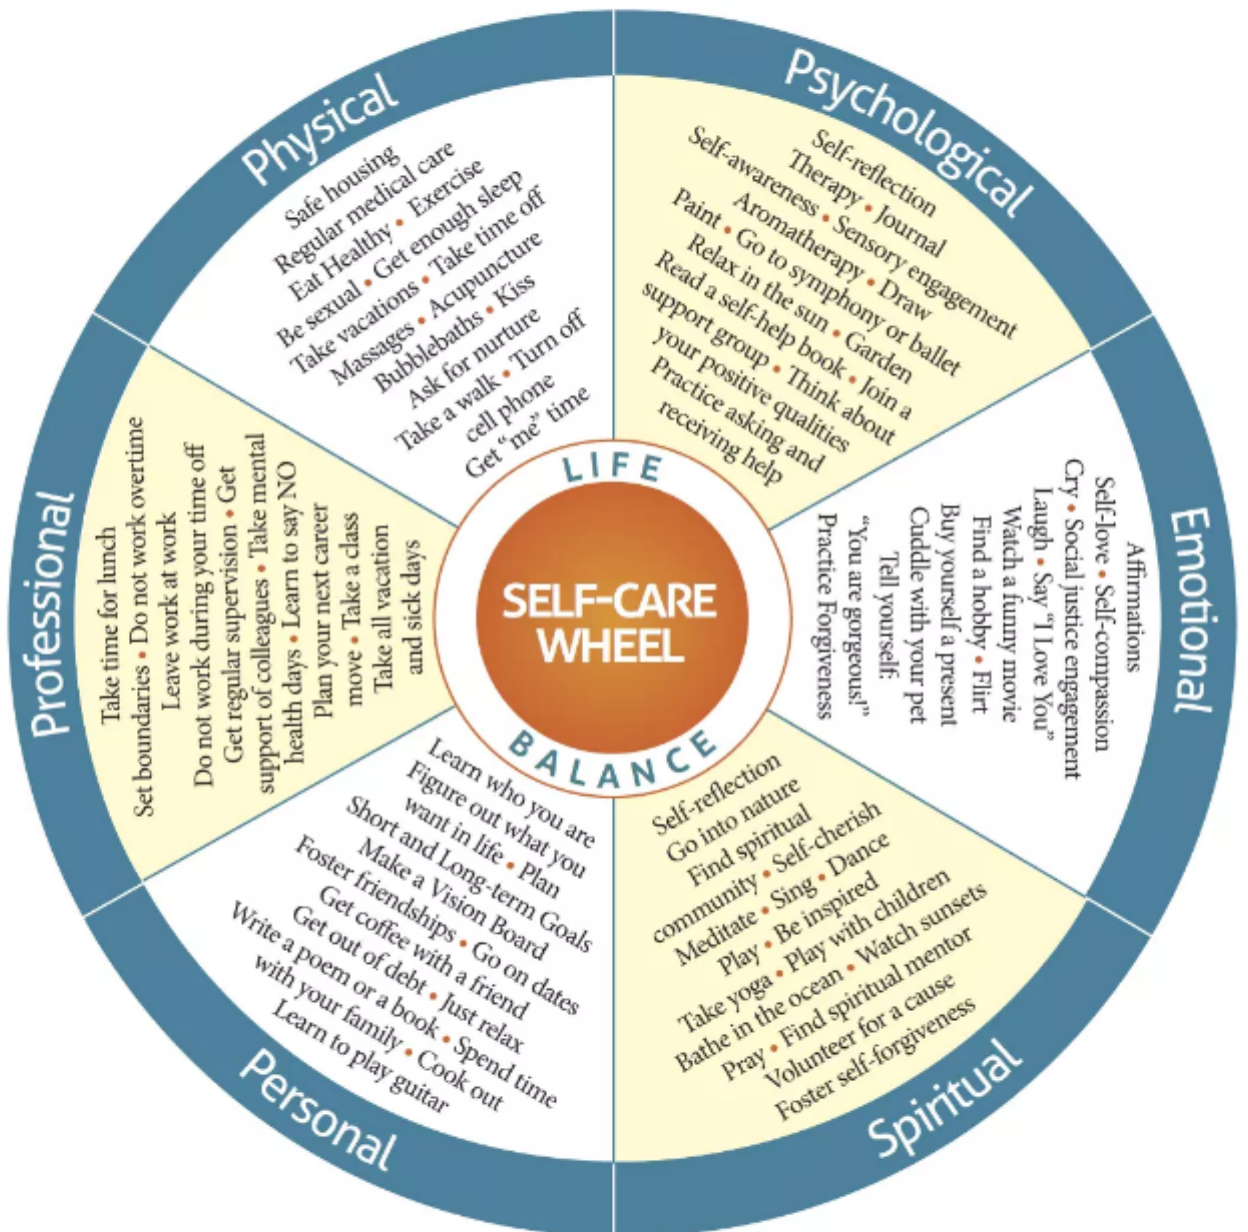 Physical
Safe housing
Regular medical care
Eat Healthy • Exercise
Be sexual • Get enough sleep
Take vacations • Take time off
Massages • Acupuncture
Bubblebaths • Kiss
Ask for nurture
Take a walk • Turn off
cell phone
Get “me” time
Psychological
Self-reflection
Therapy • Journal
Self-awareness • Sensory engagement
Aromatherapy • Draw
Paint • Go to symphony or ballet
Relax in the sun • Garden
Read a self-help book • Join a
support group • Think about
your positive qualities
Practice asking and
receiving help
Emotional
Affirmations
Self-love • Self-compassion
Cry • Social justice engagement
Laugh • Say “I Love You”
Watch a funny movie
Find a hobby • Flirt
Buy yourself a present
Cuddle with your pet
Tell yourself:
“You are gorgeous!”
Practice Forgiveness
Spiritual
Self-reflection
Go into nature
Find spiritual
community • Self-cherish
Meditate • Sing • Dance
Play • Be inspired
Take yoga • Play with children
Bathe in the ocean • Watch sunsets
Pray • Find spiritual mentor
Volunteer for a cause
Foster self-forgiveness
Personal
Learn who you are
Figure out what you
want in life • Plan
Short and Long-term Goals
Make a Vision Board
Foster friendships • Go on dates
Get coffee with a friend
Get out of debt • Just relax
Write a poem or a book • Spend time
with your family • Cook out
Learn to play guitar
Professional
Take time for lunch
Set boundaries • Do not work overtime
Leave work at work
Do not work during your time off
Get regular supervision • Get
support of colleagues • Take mental
health days • Learn to say NO
Plan your next career
move • Take a class
Take all vacation
and sick days
LIFE
SELF-CARE
WHEEL
BALANCE